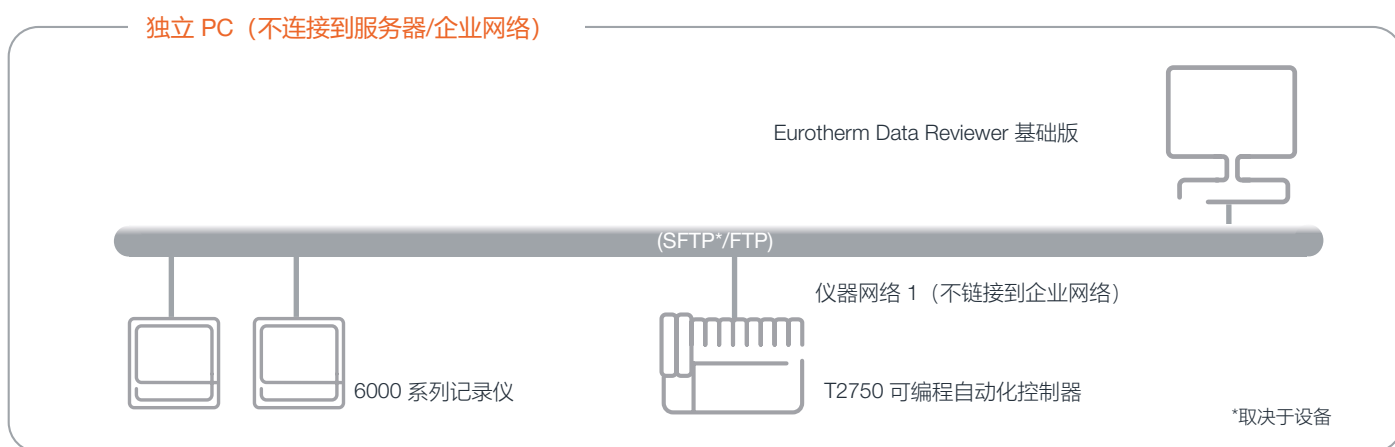 独立 PC（不连接到服务器/企业网络）
Eurotherm Data Reviewer 基础版
(SFTP*/FTP)
仪器网络 1（不链接到企业网络）
6000 系列记录仪
T2750 可编程自动化控制器
*取决于设备